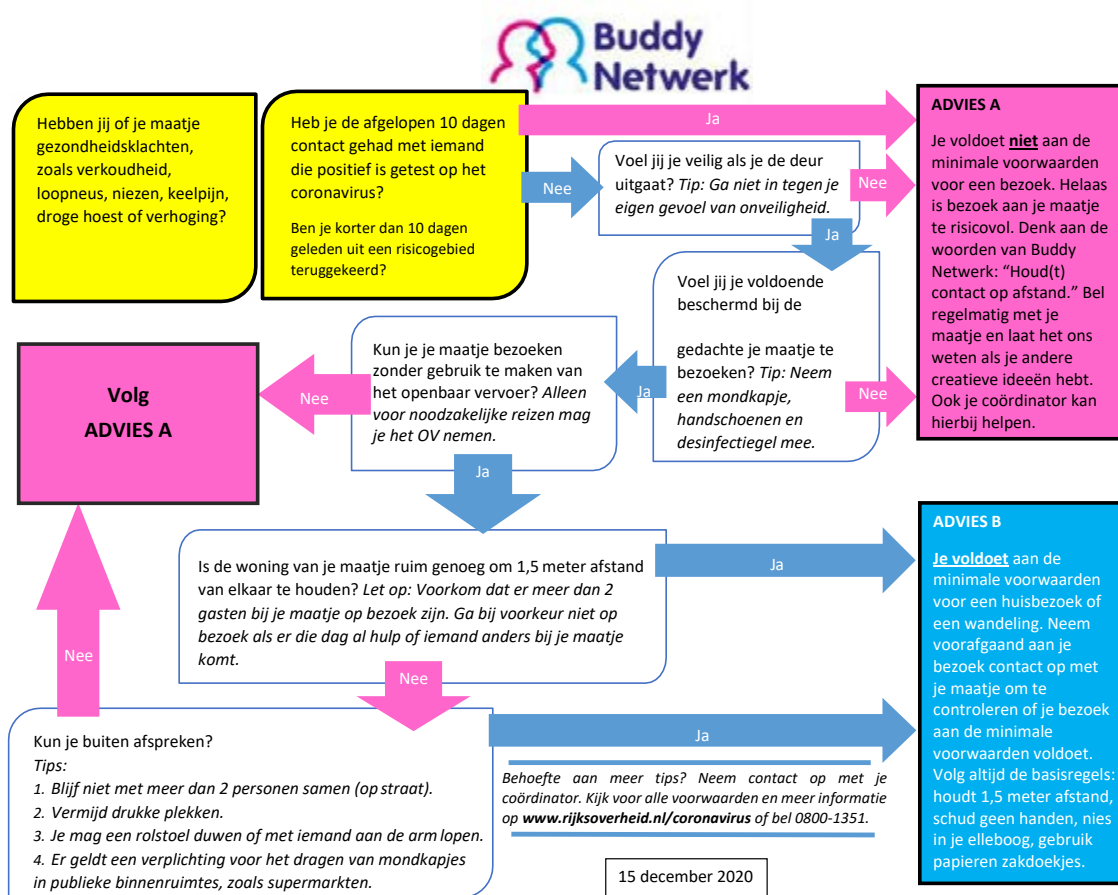 Buddy
Netwerk
Hebben jij of je maatje
gezondheidsklachten,
zoals verkoudheid,
loopneus, niezen, keelpijn,
droge hoest of verhoging?
Heb je de afgelopen 10 dagen
contact gehad met iemand
die positief is getest op het
coronavirus?
Ben je korter dan 10 dagen
geleden uit een risicogebied
teruggekeerd?
Ja
Nee
Voel jij je veilig als je de deur
uitgaat? Tip: Ga niet in tegen je
eigen gevoel van onveiligheid.
Nee
Ja
ADVIES A
Je voldoet niet aan de
minimale voorwaarden
voor een bezoek. Helaas
is bezoek aan je maatje
te risicovol. Denk aan de
woorden van Buddy
Netwerk: “Houd(t)
contact op afstand.” Bel
regelmatig met je
maatje en laat het ons
weten als je andere
creatieve ideeën hebt.
Ook je coördinator kan
hierbij helpen.
Voel jij je voldoende
beschermd bij de
gedachte je maatje te
bezoeken? Tip: Neem
een mondkapje,
handschoenen en
desinfectiegel mee.
Nee
Ja
Kun je je maatje bezoeken
zonder gebruik te maken van
het openbaar vervoer? Alleen
voor noodzakelijke reizen mag
je het OV nemen.
Nee
Volg
ADVIES A
Ja
Is de woning van je maatje ruim genoeg om 1,5 meter afstand
van elkaar te houden? Let op: Voorkom dat er meer dan 2
gasten bij je maatje op bezoek zijn. Ga bij voorkeur niet op
bezoek als er die dag al hulp of iemand anders bij je maatje
komt.
Ja
Nee
ADVIES B
Je voldoet aan de
minimale voorwaarden
voor een huisbezoek of
een wandeling. Neem
voorafgaand aan je
bezoek contact op met
je maatje om te
controleren of je bezoek
aan de minimale
voorwaarden voldoet.
Volg altijd de basisregels:
houdt 1,5 meter afstand,
schud geen handen, nies
in je elleboog, gebruik
papieren zakdoekjes.
Nee
Kun je buiten afspreken?
Tips:
1. Blijf niet met meer dan 2 personen samen (op straat).
2. Vermijd drukke plekken.
3. Je mag een rolstoel duwen of met iemand aan de arm lopen.
4. Er geldt een verplichting voor het dragen van mondkapjes
in publieke binnenruimtes, zoals supermarkten.
Ja
Behoefte aan meer tips? Neem contact op met je
coördinator. Kijk voor alle voorwaarden en meer informatie
op www.rijksoverheid.nl/coronavirus of bel 0800-1351.
15 december 2020